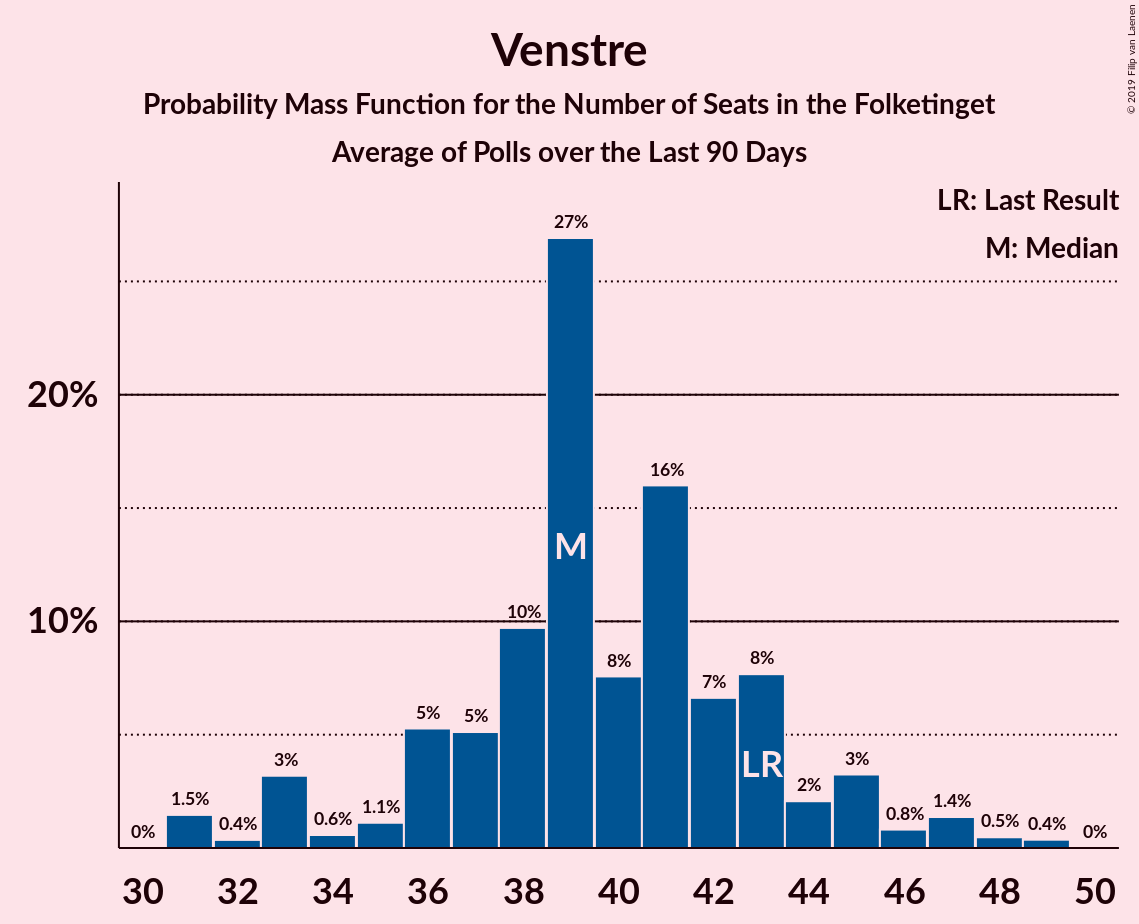 Venstre
Probability Mass Function for the Number of Seats in the Folketinget
Average of Polls over the Last 90 Days
© 2019 Filip van Laenen
LR: Last Result
M: Median
27%
20%
16%
M
10%
10%
8%
7%
8%
5%
5%
LR
3%
3%
1.5%
0.4%
0.6%
1.1%
2%
0.8%
1.4%
0.5%
0.4%
0%
0%
30 32 34 36 38 40 42 44 46 48 50